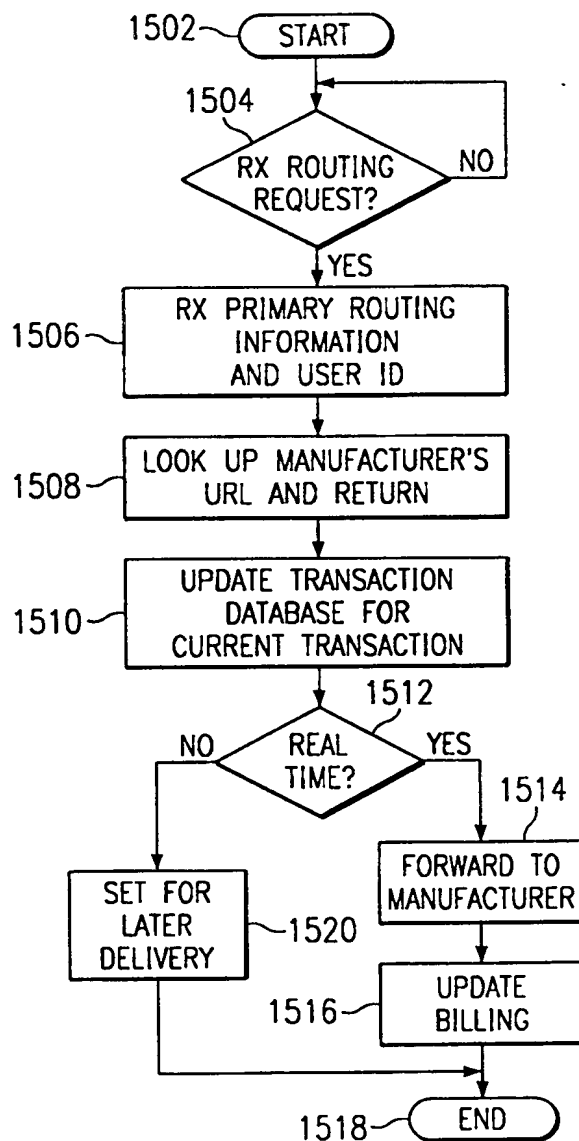 1502
START
1504
RX ROUTING
REQUEST?
NO
YES
1506
RX PRIMARY ROUTING
INFORMATION
AND USER ID
1508
LOOK UP MANUFACTURER'S
URL AND RETURN
1510
UPDATE TRANSACTION
DATABASE FOR
CURRENT TRANSACTION
1512
NO
REAL
TIME?
YES
1514
FORWARD TO
MANUFACTURER
SET FOR
LATER
DELIVERY
1520
1516
UPDATE
BILLING
1518
END